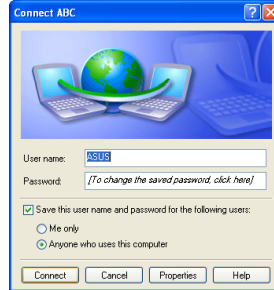 Connect ABC
User name: ASUS
Password: [To change the saved password, click here]
Save this user name and password for the following users:
Me only
Anyone who uses this computer
Connect Cancel Properties Help